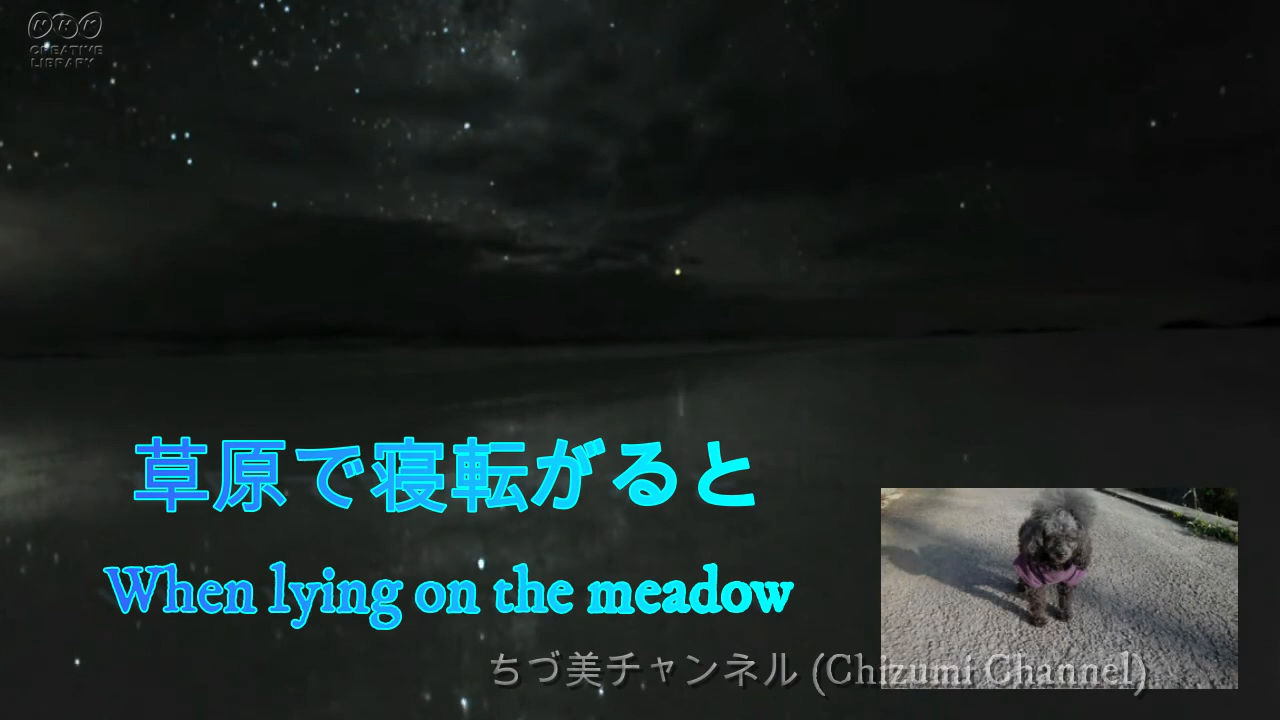 NHK
CREATIVE
LIBRARY
草原で寝転がると
When lying on the meadow
ちづ美チャンネル (Chizumi Channel)